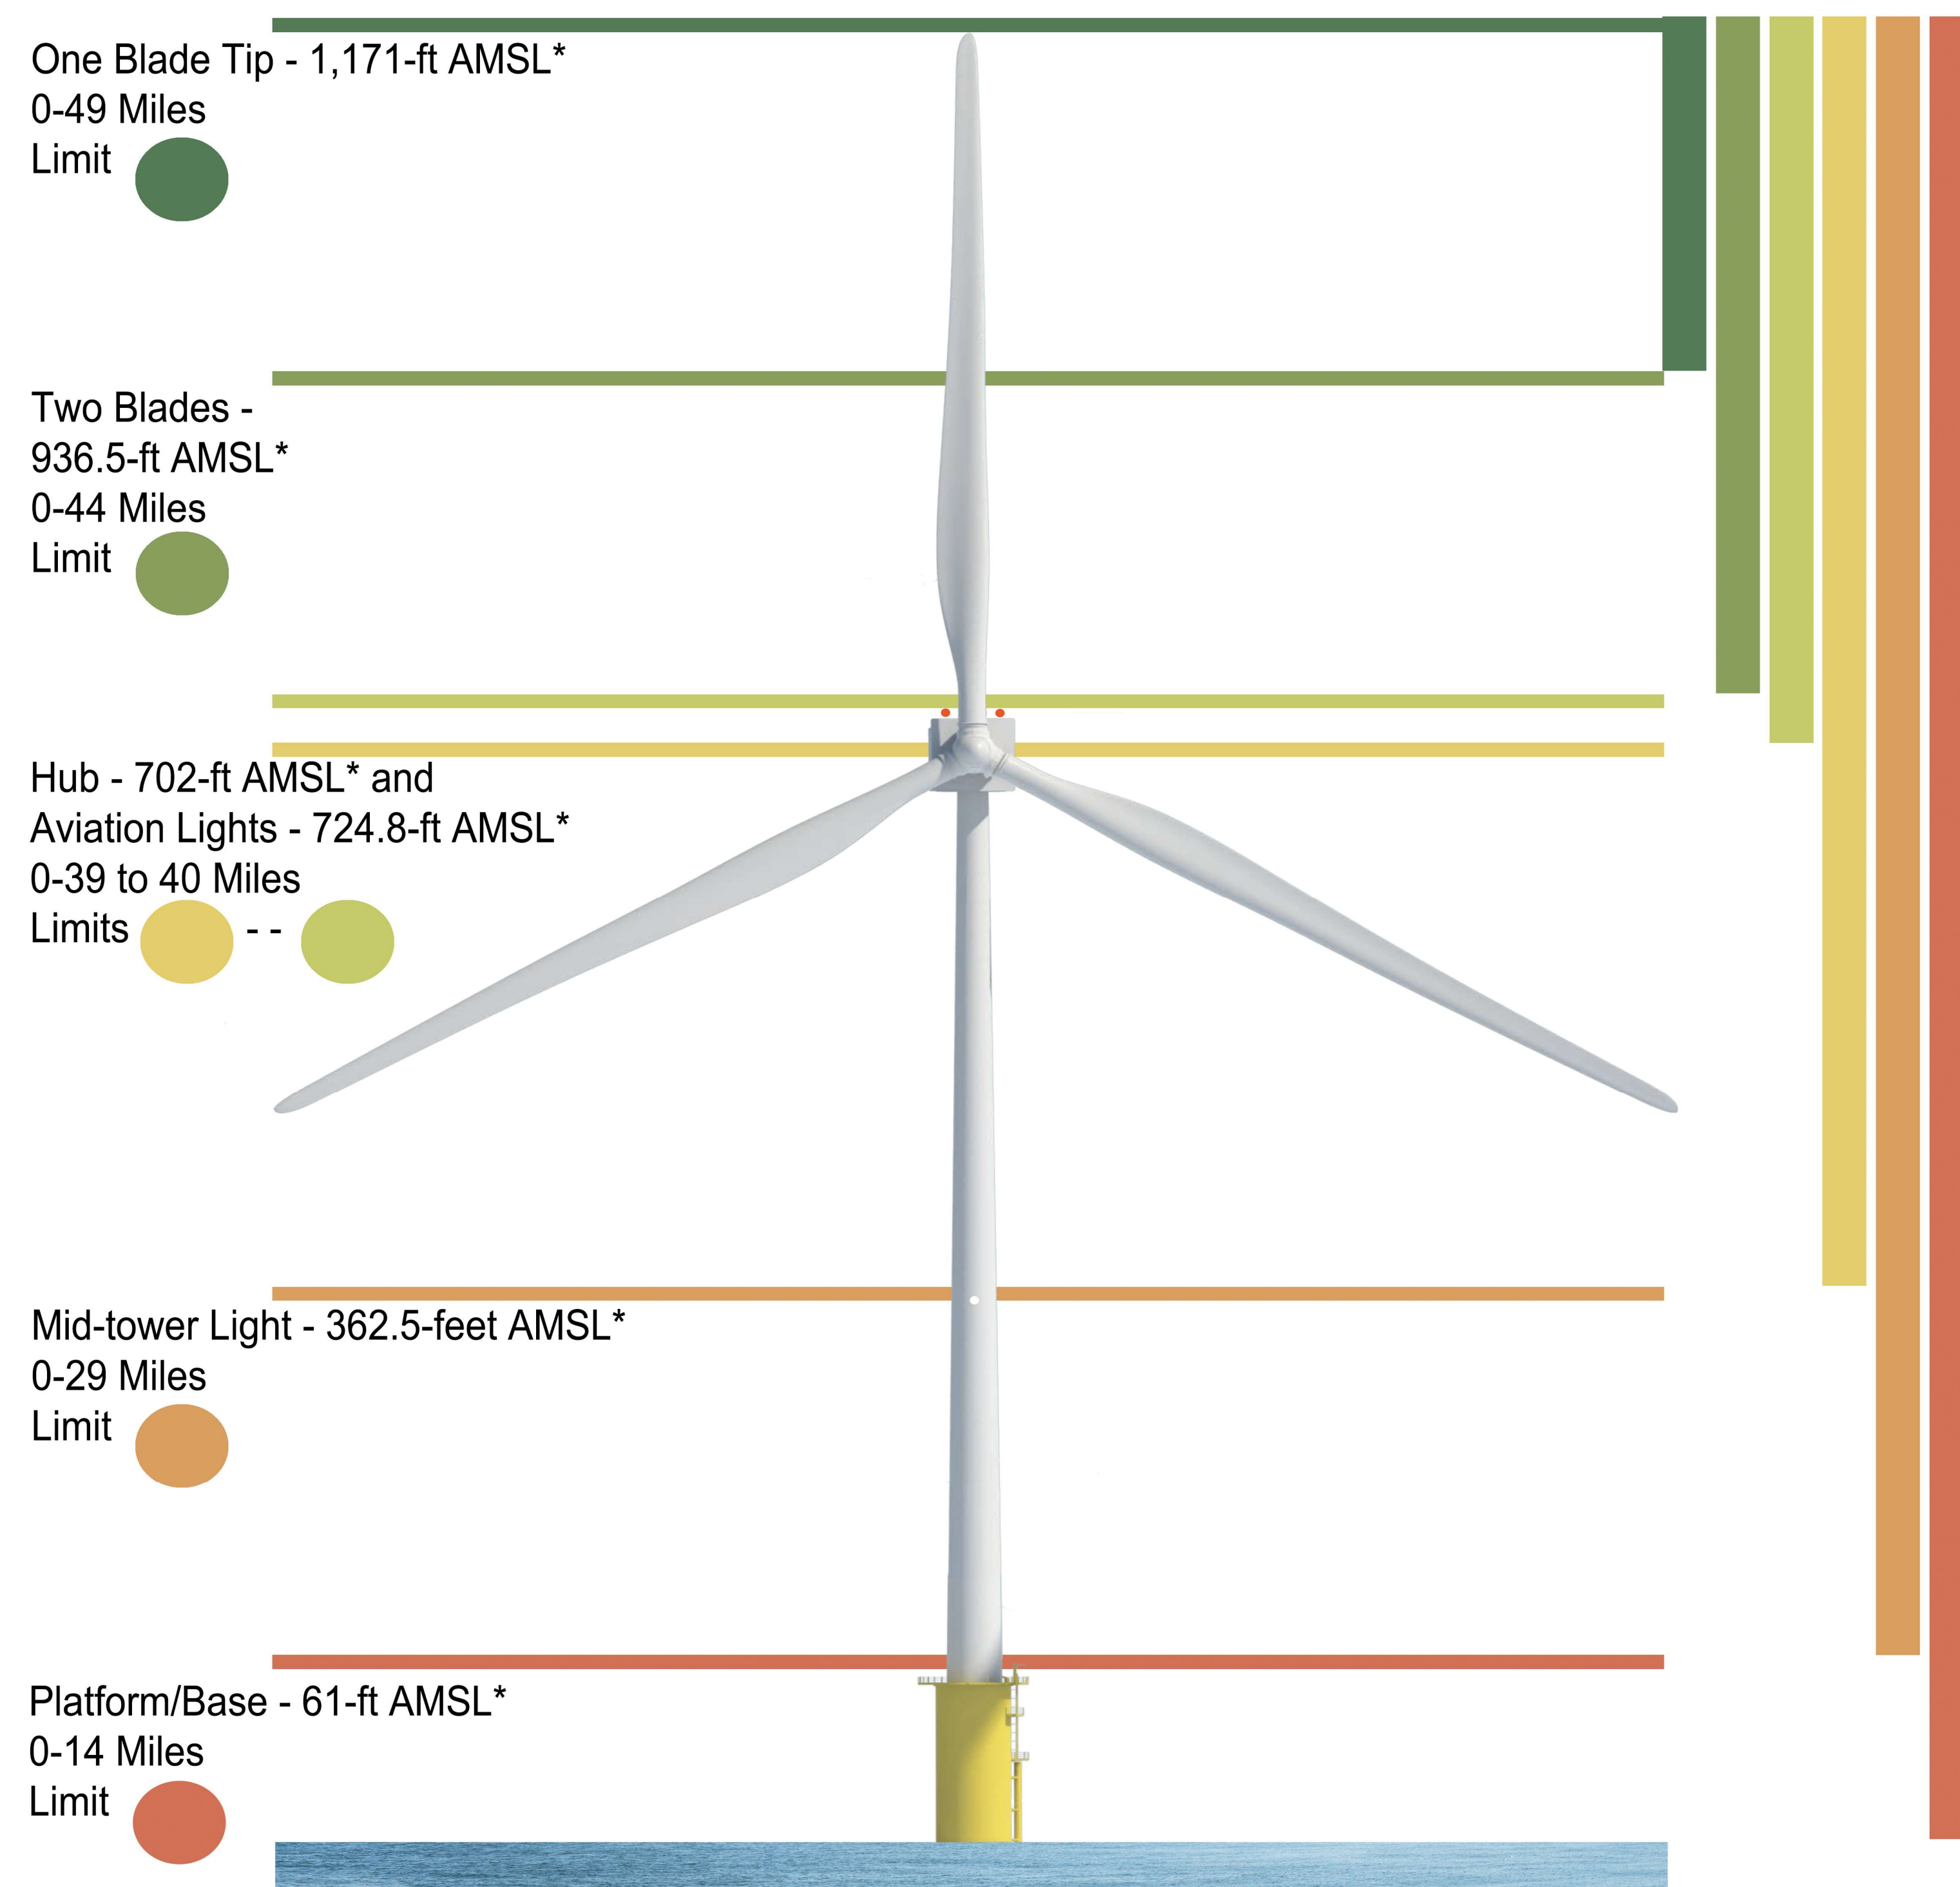 One Blade Tip - 1,171-ft AMSL*
0-49 Miles
Limit
Two Blades -
936.5-ft AMSL*
0-44 Miles
Limit
Hub - 702-ft AMSL* and
Aviation Lights - 724.8-ft AMSL*
0-39 to 40 Miles
Limits - -
Mid-tower Light - 362.5-feet AMSL*
0-29 Miles
Limit
Platform/Base - 61-ft AMSL*
0-14 Miles
Limit